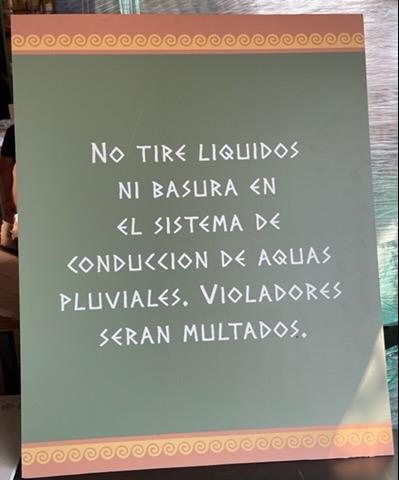 No tire liquidos
ni basura en
el sistema de
conduccion de aquas
pluviales. Violadores
seran multados.